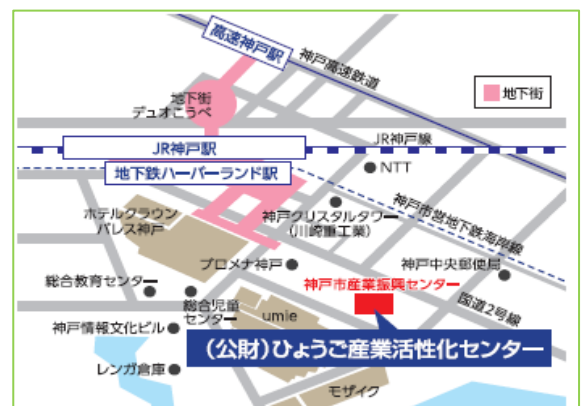 高速神戸駅
神戸高速鉄道
地下街
地下街
デュオこうべ
JR神戸線
JR神戸駅
NTT
地下鉄ハーバーランド駅
神戸市営地下鉄海岸線
ホテルクラウン
パレス神戸
神戸クリスタルタワー
(川崎重工業)
プロメナ神戸
神戸中央郵便局
総合教育センター
神戸市産業振興センター
国道2号線
総合児童
センター
umie
神戸情報文化ビル
(公財)ひょうご産業活性化センター
レンガ倉庫
モザイク